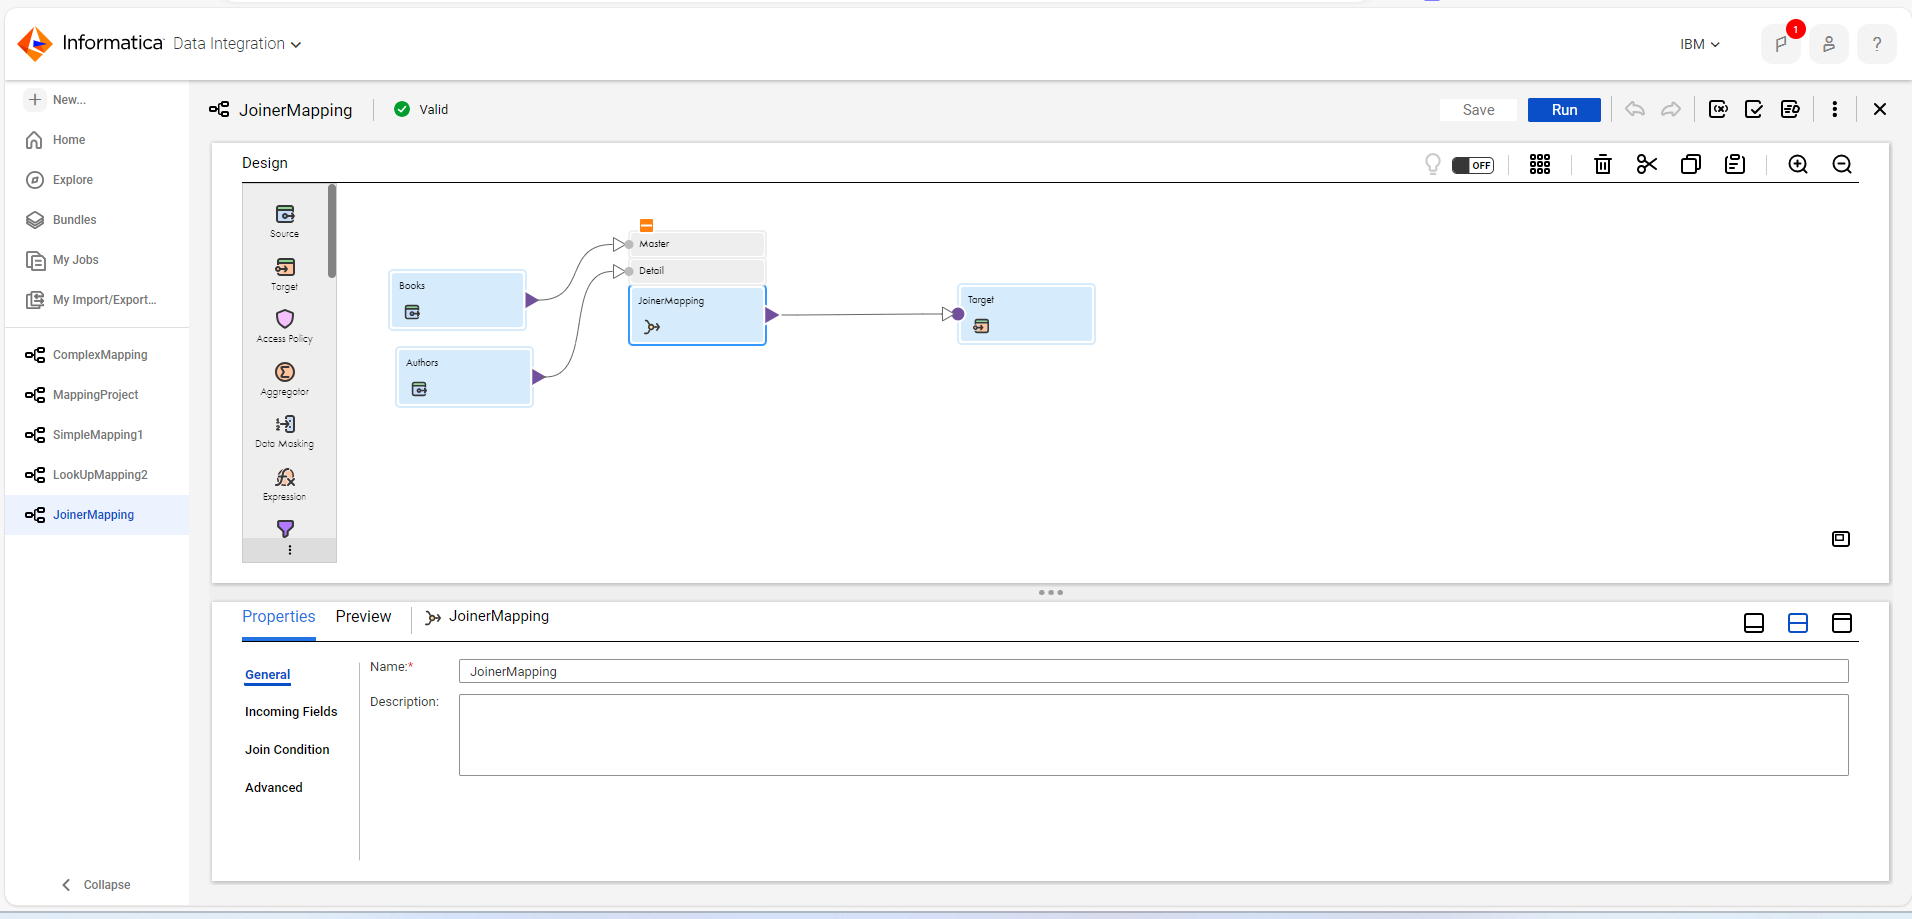 Informatica Data Integration
IBM
1
?
New...
Home
Explore
Bundles
My Jobs
My Import/Export...
ComplexMapping
MappingProject
SimpleMapping1
LookUpMapping2
JoinerMapping
Collapse
JoinerMapping
Valid
Save
Run
Design
OFF
Source
Target
Access Policy
Aggregator
Data Masking
Expression
Books
Authors
Master
Detail
JoinerMapping
Target
Properties
Preview
JoinerMapping
General
Incoming Fields
Join Condition
Advanced
Name:* JoinerMapping
Description: